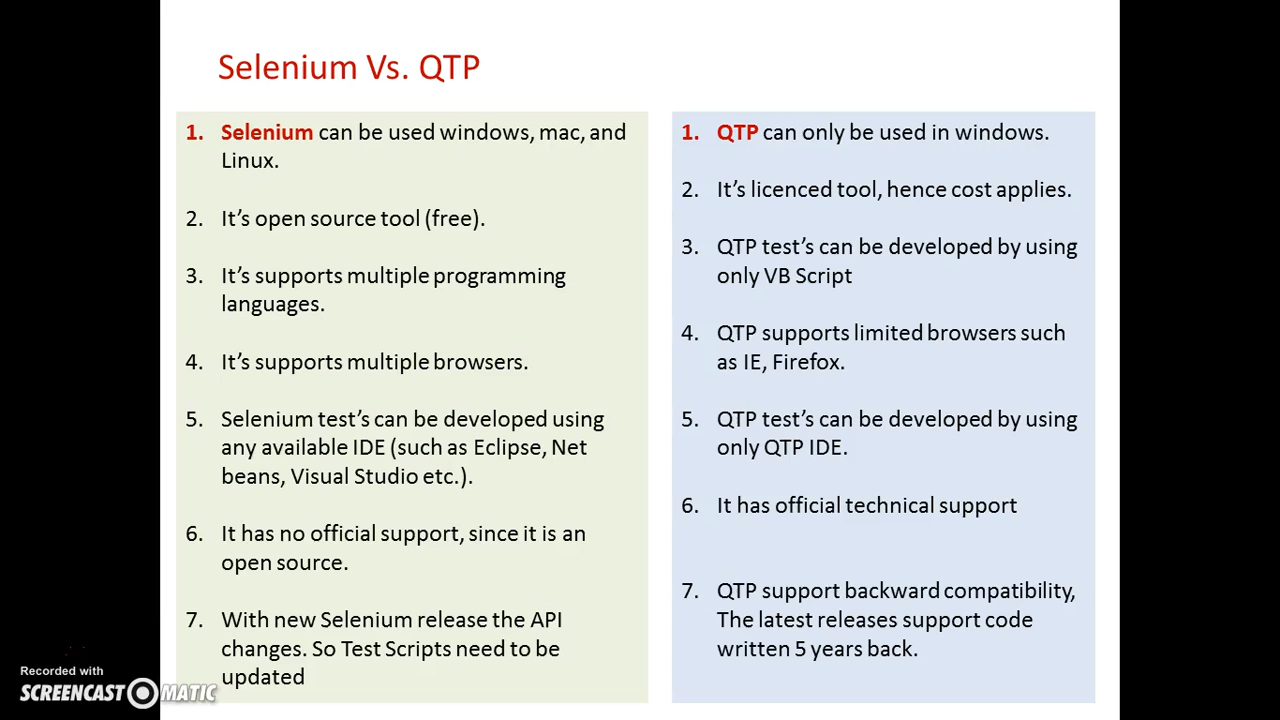 Selenium Vs. QTP
1. Selenium can be used windows, mac, and
Linux.
2. It’s open source tool (free).
3. It’s supports multiple programming
languages.
4. It’s supports multiple browsers.
5. Selenium test’s can be developed using
any available IDE (such as Eclipse, Net
beans, Visual Studio etc.).
6. It has no official support, since it is an
open source.
7. With new Selenium release the API
changes. So Test Scripts need to be
updated
1. QTP can only be used in windows.
2. It’s licenced tool, hence cost applies.
3. QTP test’s can be developed by using
only VB Script
4. QTP supports limited browsers such
as IE, Firefox.
5. QTP test’s can be developed by using
only QTP IDE.
6. It has official technical support
7. QTP support backward compatibility,
The latest releases support code
written 5 years back.
Recorded with
SCREENCAST MATIC